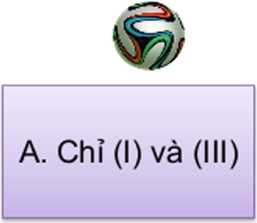 A. Chỉ (I) và (III)